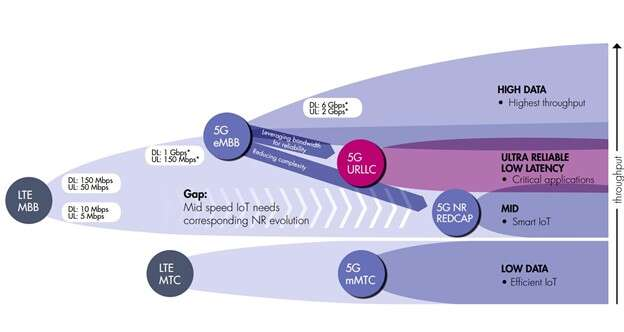 HIGH DATA
• Highest throughput
DL: 6 Gbps*
UL: 2 Gbps*
5G
eMBB
Leveraging bandwidth
for reliability
DL: 1 Gbps*
UL: 150 Mbps*
Reducing complexity
5G
URLLC
ULTRA RELIABLE
LOW LATENCY
• Critical applications
throughput
DL: 150 Mbps
UL: 50 Mbps
LTE
MBB
DL: 10 Mbps
UL: 5 Mbps
Gap:
Mid speed IoT needs
corresponding NR evolution
5G NR
REDCAP
MID
• Smart IoT
LTE
MTC
5G
mMTC
LOW DATA
• Efficient IoT